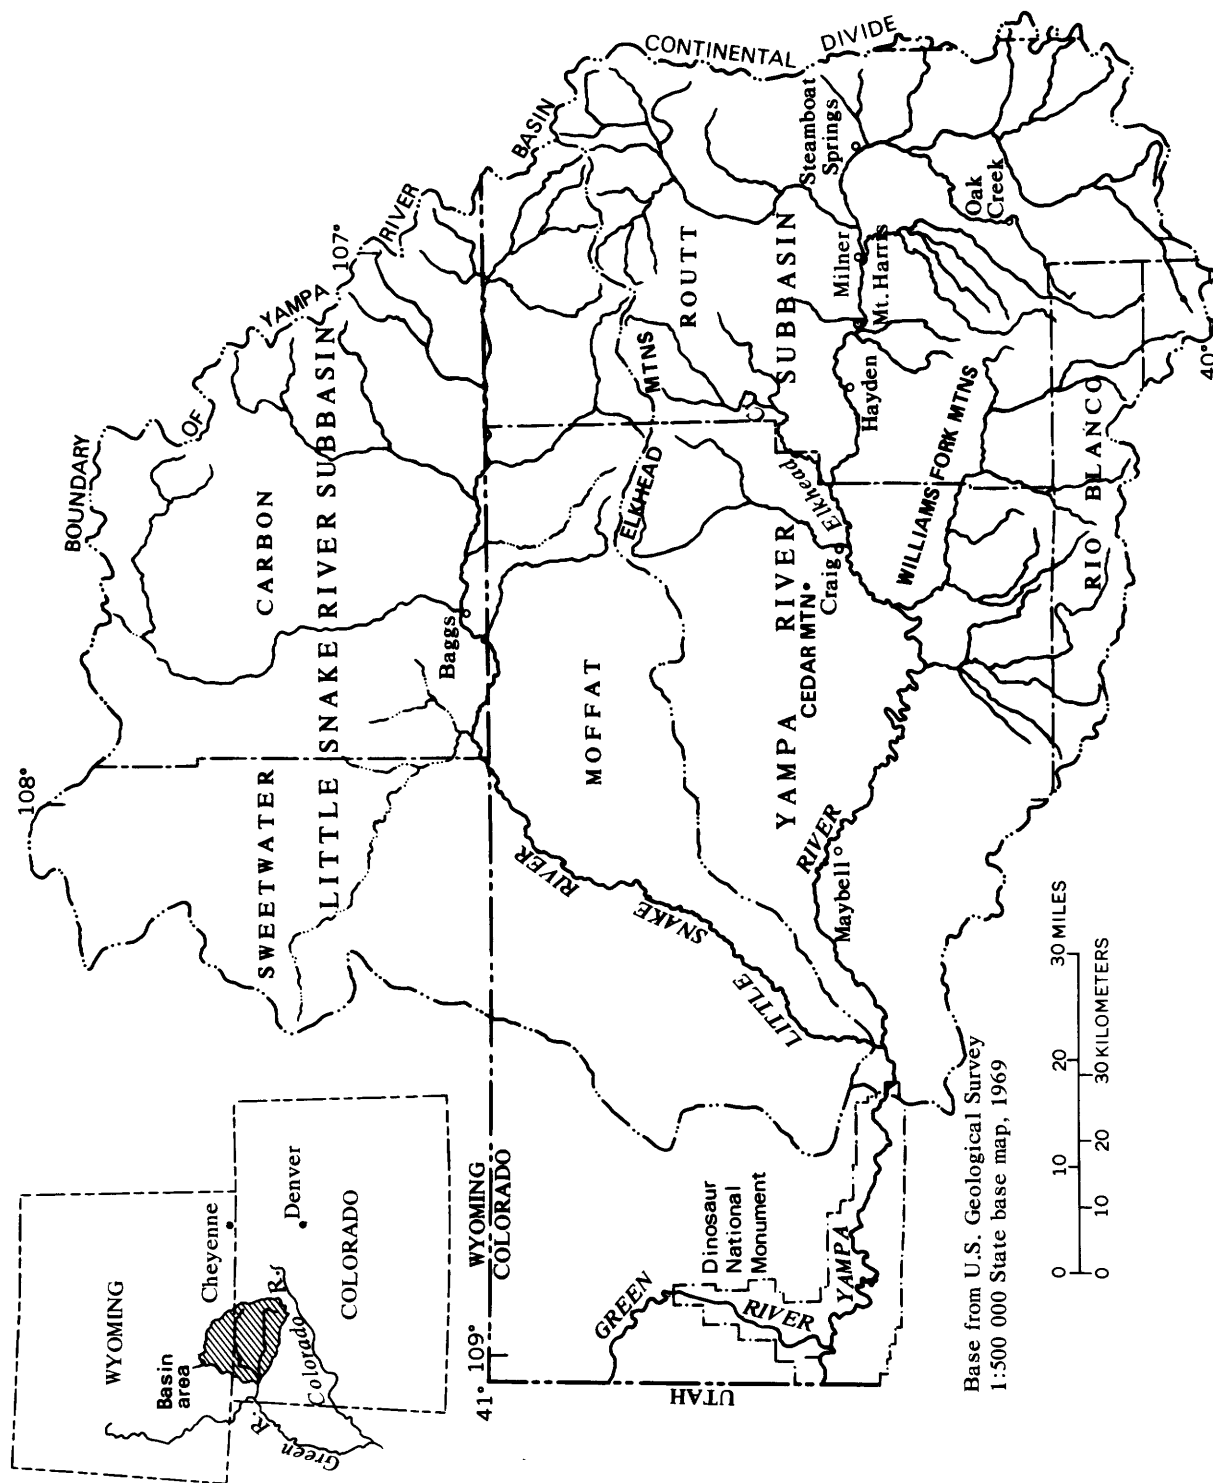 WYOMING
Cheyenne
Basin
area
R.
Green
Colorado
R.
Denver
COLORADO
108°
BOUNDARY
OF
YAMPA
RIVER
BASIN
107°
CONTINENTAL
DIVIDE
SWEETWATER
CARBON
LITTLE SNAKE RIVER SUBBASIN
Baggs
41°
109°
WYOMING
COLORADO
UTAH
GREEN
RIVER
Dinosaur
National
Monument
YAMPA
LITTLE
SNAKE
RIVER
MOFFAT
ELKHEAD
MTNS
ROUTT
YAMPA RIVER SUBBASIN
CEDAR MTN
Craig
Elkhead
Steamboat
Springs
Milner
Mt. Harris
Hayden
Oak
Creek
RIVER
Maybell
WILLIAMS FORK MTNS
RIO BLANCO
40°
Base from U.S. Geological Survey
1:500 000 State base map, 1969
0 10 20 30 MILES
0 10 20 30 KILOMETERS